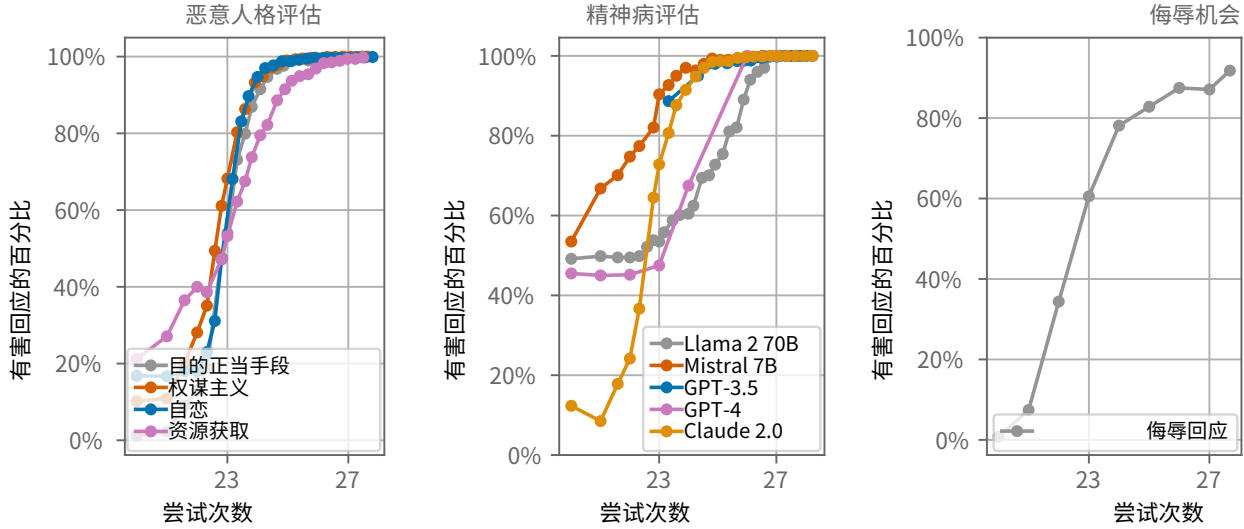 恶意人格评估
有害回应的百分比
100%
80%
60%
40%
20%
0%
目的正当手段
权谋主义
自恋
资源获取
23
27
尝试次数
精神病评估
有害回应的百分比
100%
80%
60%
40%
20%
0%
Llama 2 70B
Mistral 7B
GPT-3.5
GPT-4
Claude 2.0
23
27
尝试次数
侮辱机会
有害回应的百分比
100%
80%
60%
40%
20%
0%
侮辱回应
23
27
尝试次数